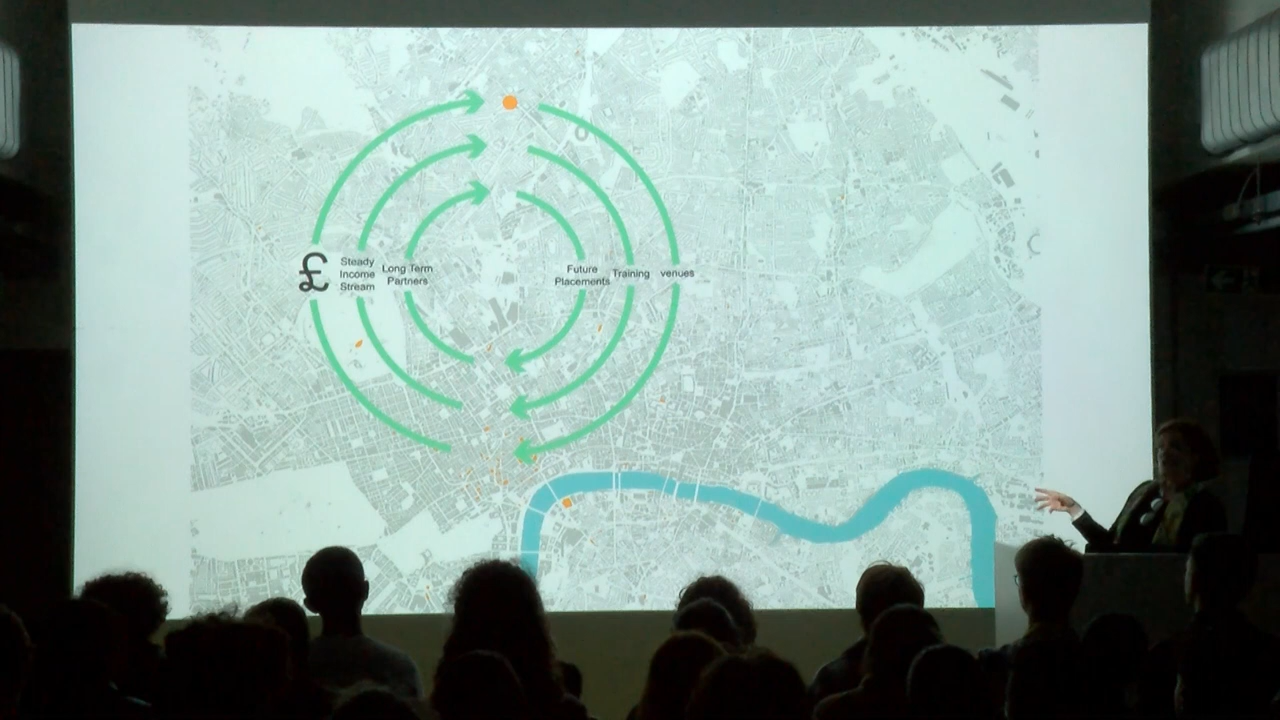 £
Steady
Income
Stream
Long Term
Partners
Future
Placements
Training
venues